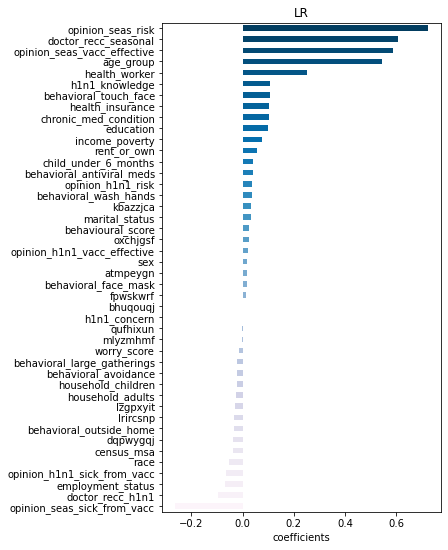 LR
opinion_seas_risk
doctor_recc_seasonal
opinion_seas_vacc_effective
age_group
health_worker
h1n1_knowledge
behavioral_touch_face
health_insurance
chronic_med_condition
education
income_poverty
rent_or_own
child_under_6_months
behavioral_antiviral_meds
opinion_h1n1_risk
behavioral_wash_hands
kbazzjca
marital_status
behavioural_score
oxchjgsf
opinion_h1n1_vacc_effective
sex
atmpeygn
behavioral_face_mask
fpwskwrf
bhuqouqj
h1n1_concern
qufhixun
mlyzmhmf
worry_score
behavioral_large_gatherings
behavioral_avoidance
household_children
household_adults
lzgpxyit
lrircsnp
behavioral_outside_home
dqpwygqj
census_msa
race
opinion_h1n1_sick_from_vacc
employment_status
doctor_recc_h1n1
opinion_seas_sick_from_vacc
−0.2 0.0 0.2 0.4 0.6
coefficients